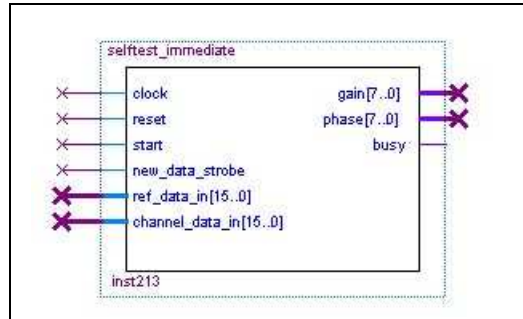 selftest_immediate
clock
gain[7..0]
reset
phase[7..0]
start
busy
new_data_strobe
ref_data_in[15..0]
channel_data_in[15..0]
inst213